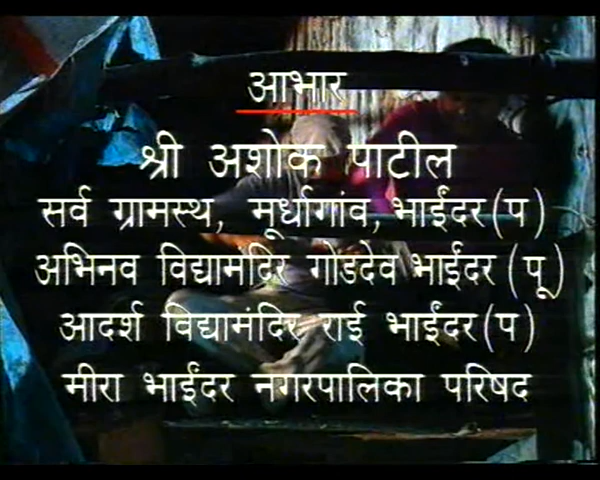 आभार
श्री अशोक पाटील
सर्व ग्रामस्थ, मूर्धागांव, भाईंदर (प)
अभिनव विद्यामंदिर गोडदेव भाईंदर (पू)
आदर्श विद्यामंदिर राई भाईंदर (प)
मीरा भाईंदर नगरपालिका परिषद